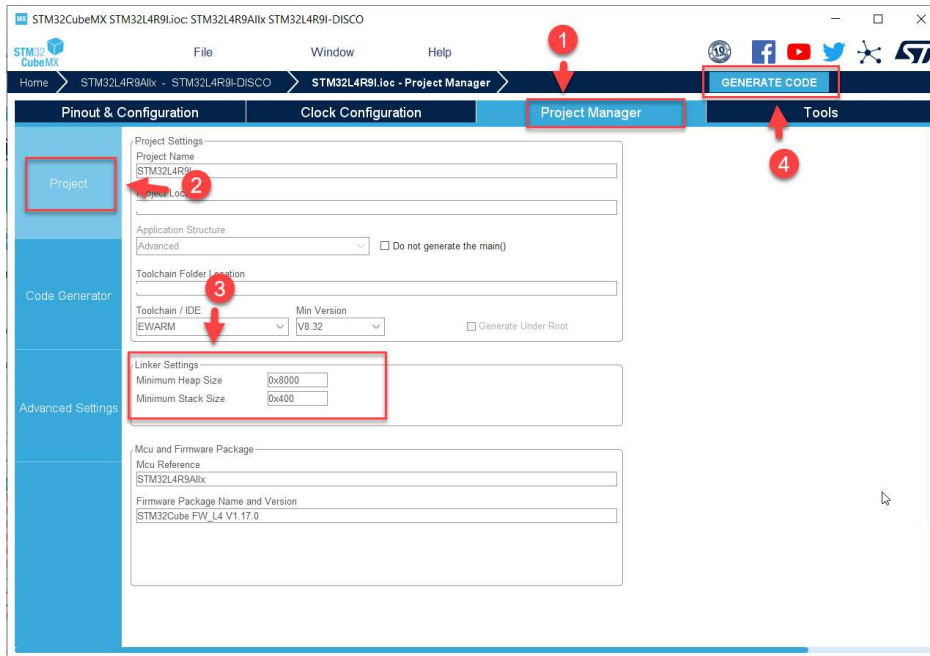 MX STM32CubeMX STM32L4R9I.ioc: STM32L4R9AIIx STM32L4R9I-DISCO
STM32
CubeMX
File Window Help
1
10
Home STM32L4R9AIIx - STM32L4R9I-DISCO STM32L4R9I.ioc - Project Manager GENERATE CODE
Pinout & Configuration Clock Configuration Project Manager Tools
4
Project
2
Code Generator
Advanced Settings
Project Settings
Project Name
STM32L4R9I
Application Structure
Advanced Do not generate the main()
Toolchain Folder Location
3
Toolchain / IDE Min Version
EWARM V8.32 Generate Under Root
Linker Settings
Minimum Heap Size 0x8000
Minimum Stack Size 0x400
Mcu and Firmware Package
Mcu Reference
STM32L4R9AIIx
Firmware Package Name and Version
STM32Cube FW_L4 V1.17.0